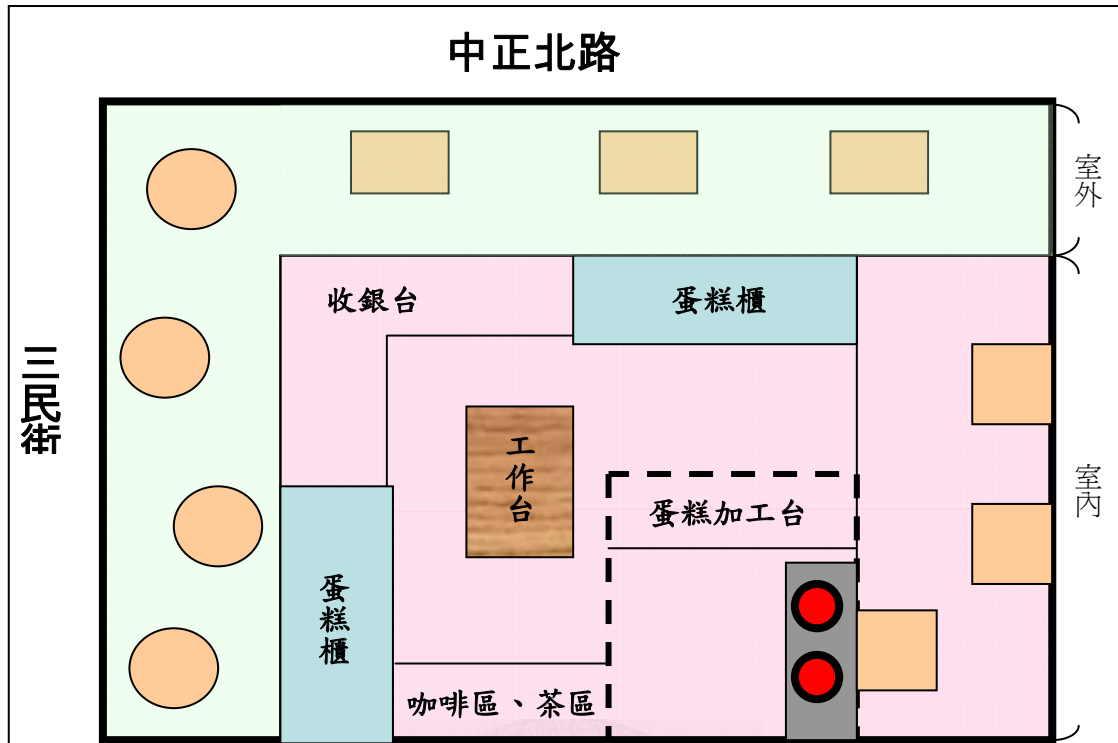 中正北路
室外
收銀台
蛋糕櫃
三民街
工作台
蛋糕加工台
室內
蛋糕櫃
咖啡區、茶區